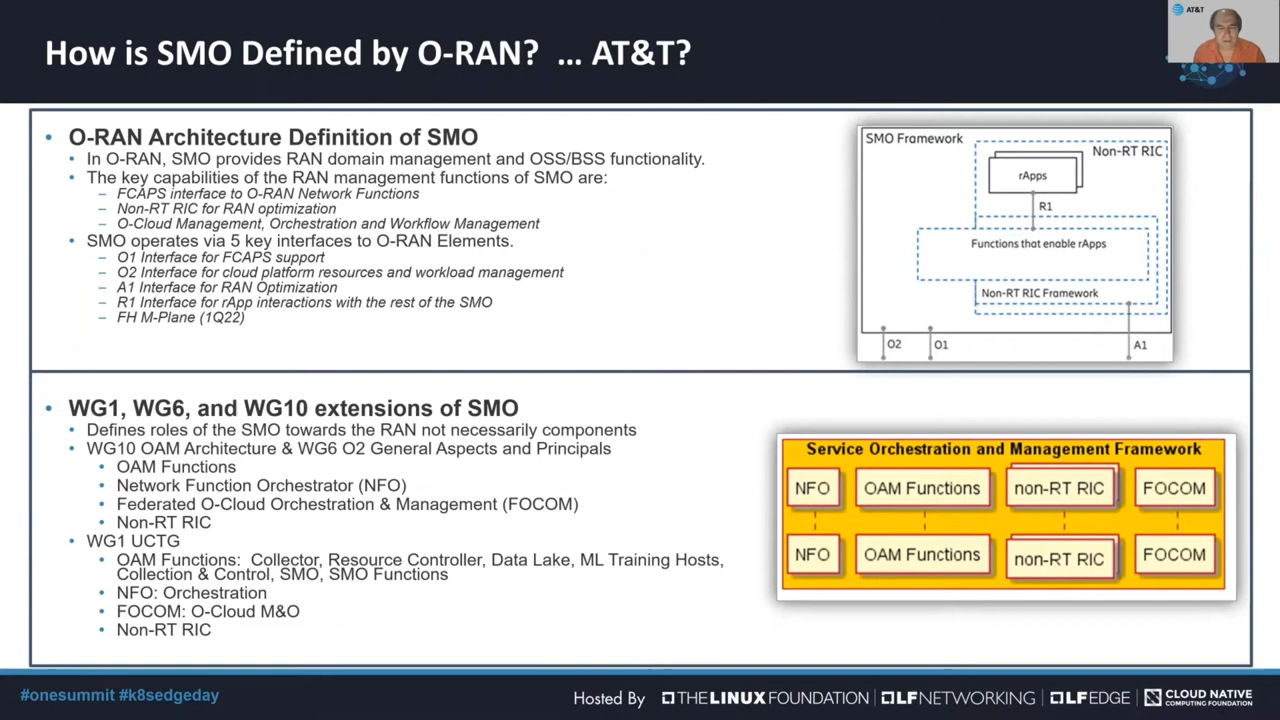 How is SMO Defined by O-RAN? ... AT&T?
AT&T
• O-RAN Architecture Definition of SMO
• In O-RAN, SMO provides RAN domain management and OSS/BSS functionality.
• The key capabilities of the RAN management functions of SMO are:
– FCAPS interface to O-RAN Network Functions
– Non-RT RIC for RAN optimization
– O-Cloud Management, Orchestration and Workflow Management
• SMO operates via 5 key interfaces to O-RAN Elements.
– O1 Interface for FCAPS support
– O2 Interface for cloud platform resources and workload management
– A1 Interface for RAN Optimization
– R1 Interface for rApp interactions with the rest of the SMO
– FH M-Plane (1Q22)
SMO Framework
Non-RT RIC
rApps
R1
Functions that enable rApps
Non-RT RIC Framework
O2
O1
A1
• WG1, WG6, and WG10 extensions of SMO
• Defines roles of the SMO towards the RAN not necessarily components
• WG10 OAM Architecture & WG6 O2 General Aspects and Principals
• OAM Functions
• Network Function Orchestrator (NFO)
• Federated O-Cloud Orchestration & Management (FOCOM)
• Non-RT RIC
• WG1 UCTG
• OAM Functions: Collector, Resource Controller, Data Lake, ML Training Hosts,
Collection & Control, SMO, SMO Functions
• NFO: Orchestration
• FOCOM: O-Cloud M&O
• Non-RT RIC
Service Orchestration and Management Framework
NFO
OAM Functions
non-RT RIC
FOCOM
NFO
OAM Functions
non-RT RIC
FOCOM
#onesummit #k8sedgeday
Hosted By
THE LINUX FOUNDATION
LFNETWORKING
LFEDGE
CLOUD NATIVE
COMPUTING FOUNDATION